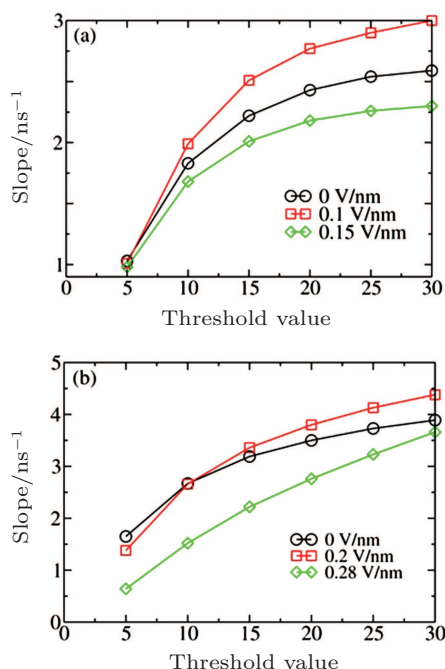 (a)
3
2
1
Slope/ns⁻¹
0 V/nm
0.1 V/nm
0.15 V/nm
0 5 10 15 20 25 30
Threshold value
(b)
5
4
3
2
1
0
Slope/ns⁻¹
0 V/nm
0.2 V/nm
0.28 V/nm
0 5 10 15 20 25 30
Threshold value